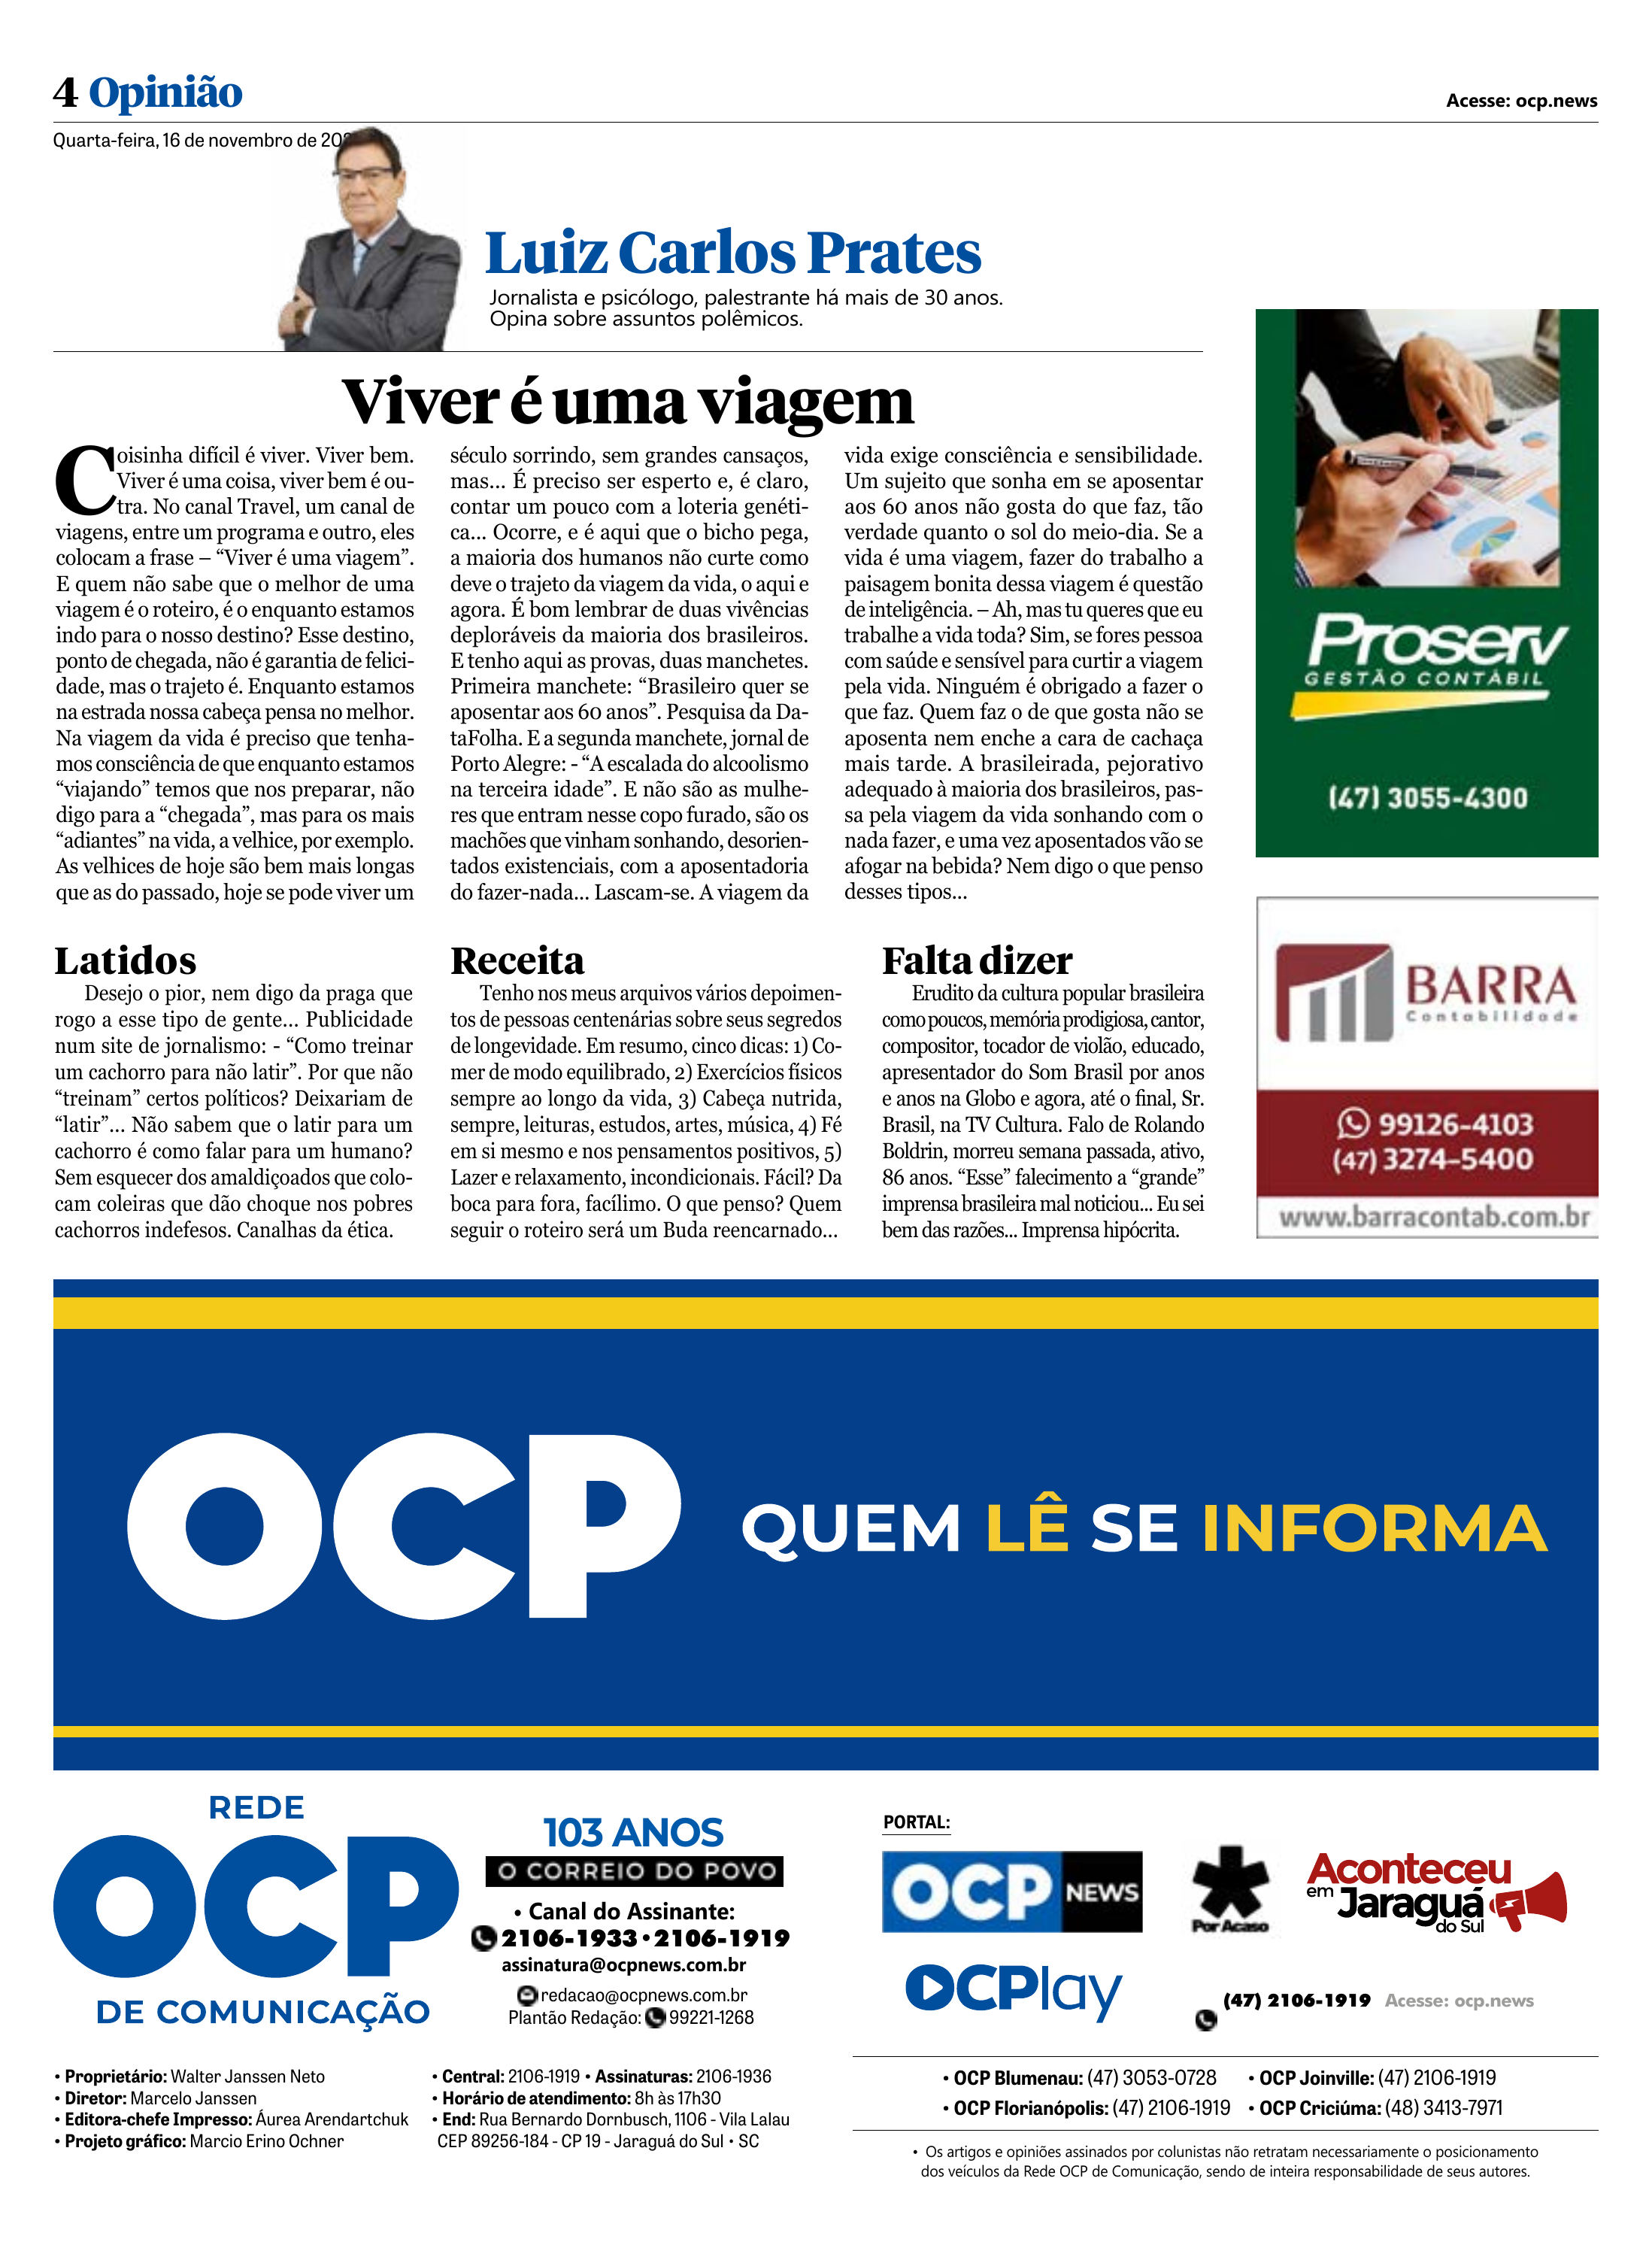 4 Opinião
Acesse: ocp.news
Quarta-feira, 16 de novembro de 20
Luiz Carlos Prates
Jornalista e psicólogo, palestrante há mais de 30 anos.
Opina sobre assuntos polêmicos.
Viver é uma viagem
Coisinha difícil é viver. Viver bem.
Viver é uma coisa, viver bem é ou-
tra. No canal Travel, um canal de
viagens, entre um programa e outro, eles
colocam a frase – “Viver é uma viagem”.
E quem não sabe que o melhor de uma
viagem é o roteiro, é o enquanto estamos
indo para o nosso destino? Esse destino,
ponto de chegada, não é garantia de felici-
dade, mas o trajeto é. Enquanto estamos
na estrada nossa cabeça pensa no melhor.
Na viagem da vida é preciso que tenha-
mos consciência de que enquanto estamos
“viajando” temos que nos preparar, não
digo para a “chegada”, mas para os mais
“adiantes” na vida, a velhice, por exemplo.
As velhices de hoje são bem mais longas
que as do passado, hoje se pode viver um
século sorrindo, sem grandes cansaços,
mas... É preciso ser esperto e, é claro,
contar um pouco com a loteria genéti-
ca... Ocorre, e é aqui que o bicho pega,
a maioria dos humanos não curte como
deve o trajeto da viagem da vida, o aqui e
agora. É bom lembrar de duas vivências
deploráveis da maioria dos brasileiros.
E tenho aqui as provas, duas manchetes.
Primeira manchete: “Brasileiro quer se
aposentar aos 60 anos”. Pesquisa da Da-
taFolha. E a segunda manchete, jornal de
Porto Alegre: - “A escalada do alcoolismo
na terceira idade”. E não são as mulhe-
res que entram nesse copo furado, são os
machões que vinham sonhando, desorien-
tados existenciais, com a aposentadoria
do fazer-nada... Lascam-se. A viagem da
vida exige consciência e sensibilidade.
Um sujeito que sonha em se aposentar
aos 60 anos não gosta do que faz, tão
verdade quanto o sol do meio-dia. Se a
vida é uma viagem, fazer do trabalho a
paisagem bonita dessa viagem é questão
de inteligência. – Ah, mas tu queres que eu
trabalhe a vida toda? Sim, se fores pessoa
com saúde e sensível para curtir a viagem
pela vida. Ninguém é obrigado a fazer o
que faz. Quem faz o de que gosta não se
aposenta nem enche a cara de cachaça
mais tarde. A brasileirada, pejorativo
adequado à maioria dos brasileiros, pas-
sa pela viagem da vida sonhando com o
nada fazer, e uma vez aposentados vão se
afogar na bebida? Nem digo o que penso
desses tipos...
Latidos
Desejo o pior, nem digo da praga que
rogo a esse tipo de gente... Publicidade
num site de jornalismo: - “Como treinar
um cachorro para não latir”. Por que não
“treinam” certos políticos? Deixariam de
“latir”... Não sabem que o latir para um
cachorro é como falar para um humano?
Sem esquecer dos amaldiçoados que colo-
cam coleiras que dão choque nos pobres
cachorros indefesos. Canalhas da ética.
Receita
Tenho nos meus arquivos vários depoimen-
tos de pessoas centenárias sobre seus segredos
de longevidade. Em resumo, cinco dicas: 1) Co-
mer de modo equilibrado, 2) Exercícios físicos
sempre ao longo da vida, 3) Cabeça nutrida,
sempre, leituras, estudos, artes, música, 4) Fé
em si mesmo e nos pensamentos positivos, 5)
Lazer e relaxamento, incondicionais. Fácil? Da
boca para fora, facílimo. O que penso? Quem
seguir o roteiro será um Buda reencarnado...
Falta dizer
Erudito da cultura popular brasileira
como poucos, memória prodigiosa, cantor,
compositor, tocador de violão, educado,
apresentador do Som Brasil por anos
e anos na Globo e agora, até o final, Sr.
Brasil, na TV Cultura. Falo de Rolando
Boldrin, morreu semana passada, ativo,
86 anos. “Esse” falecimento a “grande”
imprensa brasileira mal noticiou... Eu sei
bem das razões... Imprensa hipócrita.
Proserv
GESTÃO CONTÁBIL
(47) 3055-4300
BARRA
Contabilidade
99126-4103
(47) 3274-5400
www.barracontab.com.br
OCP QUEM LÊ SE INFORMA
REDE
OCP
DE COMUNICAÇÃO
103 ANOS
O CORREIO DO POVO
• Canal do Assinante:
2106-1933 • 2106-1919
assinatura@ocpnews.com.br
redacao@ocpnews.com.br
Plantão Redação: 99221-1268
PORTAL:
OCP NEWS
Por Acaso
Aconteceu
em Jaraguá
do Sul
OCPlay
(47) 2106-1919 Acesse: ocp.news
• Proprietário: Walter Janssen Neto
• Diretor: Marcelo Janssen
• Editora-chefe Impresso: Áurea Arendartchuk
• Projeto gráfico: Marcio Erino Ochner
• Central: 2106-1919 • Assinaturas: 2106-1936
• Horário de atendimento: 8h às 17h30
• End: Rua Bernardo Dornbusch, 1106 - Vila Lalau
CEP 89256-184 - CP 19 - Jaraguá do Sul • SC
• OCP Blumenau: (47) 3053-0728 • OCP Joinville: (47) 2106-1919
• OCP Florianópolis: (47) 2106-1919 • OCP Criciúma: (48) 3413-7971
• Os artigos e opiniões assinados por colunistas não retratam necessariamente o posicionamento
dos veículos da Rede OCP de Comunicação, sendo de inteira responsabilidade de seus autores.